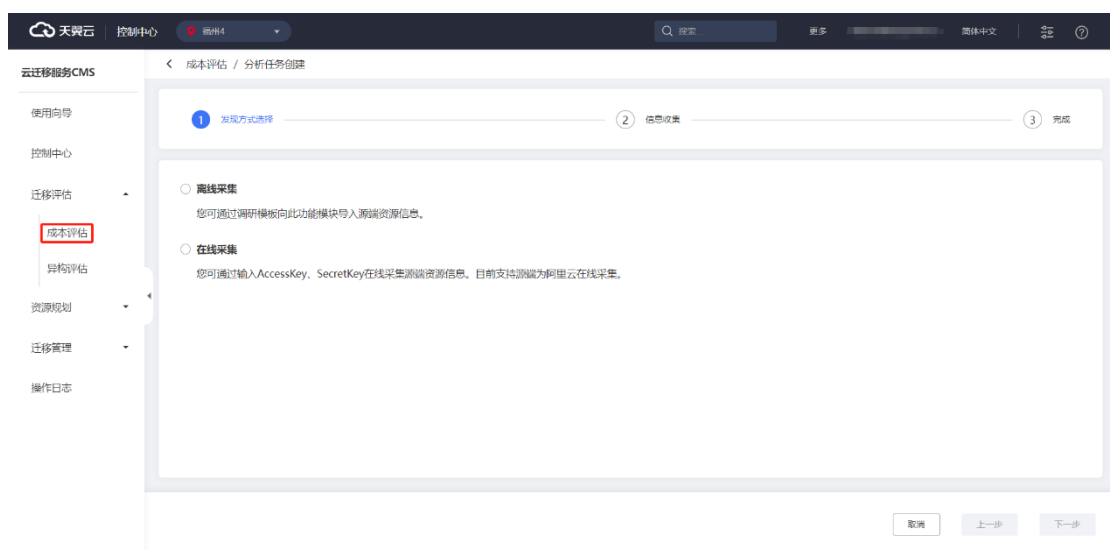 天翼云 控制中心 福州4 搜索... 更多 简体中文
云迁移服务CMS
成本评估 / 分析任务创建
使用向导
控制中心
迁移评估
成本评估
异构评估
资源规划
迁移管理
操作日志
1 发现方式选择 2 信息收集 3 完成
离线采集
您可通过调研模板向此功能模块导入源端资源信息。
在线采集
您可通过输入AccessKey、SecretKey在线采集源端资源信息。目前支持源端为阿里云在线采集。
取消 上一步 下一步